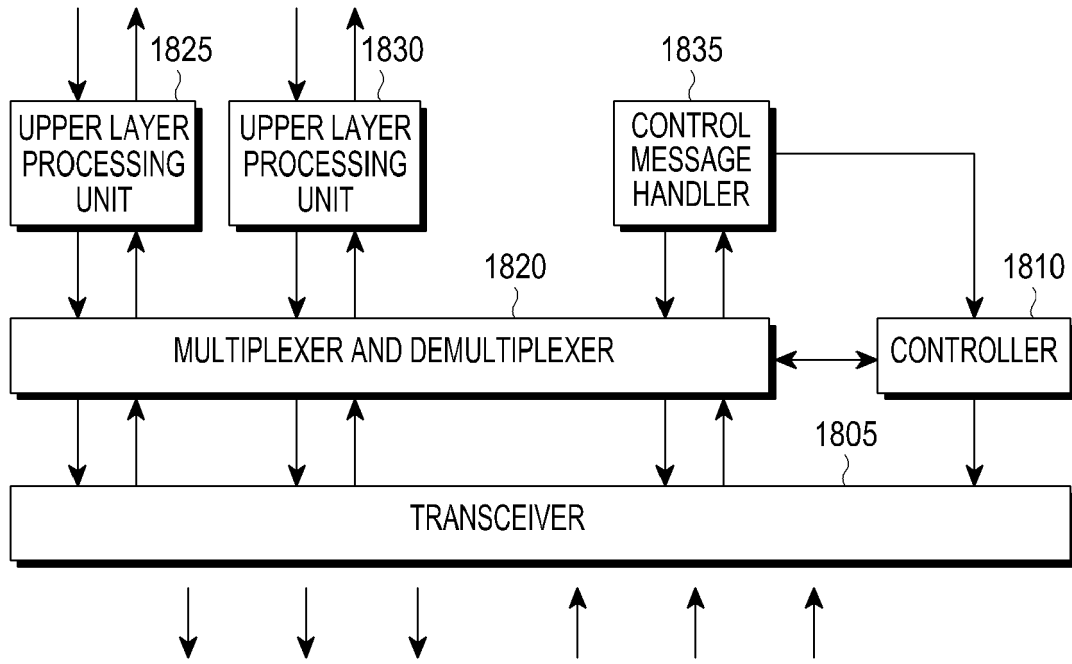 1825
1830
1835
UPPER LAYER
PROCESSING
UNIT
UPPER LAYER
PROCESSING
UNIT
CONTROL
MESSAGE
HANDLER
1820
1810
MULTIPLEXER AND DEMULTIPLEXER
CONTROLLER
1805
TRANSCEIVER